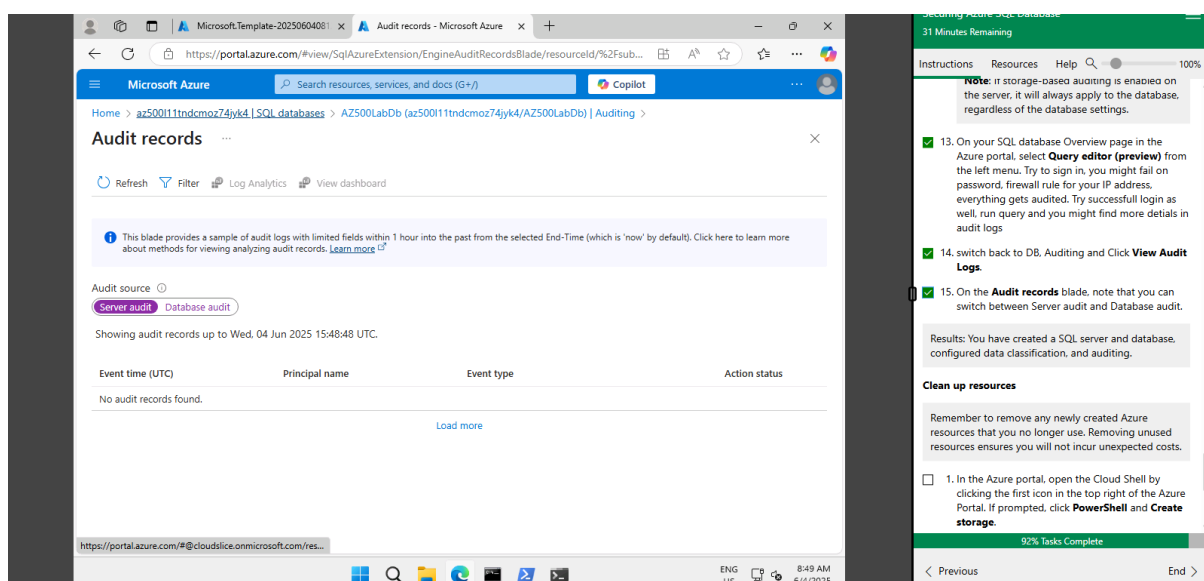 Microsoft.Template-20250604081
Audit records - Microsoft Azure
https://portal.azure.com/#view/SqlAzureExtension/EngineAuditRecordsBlade/resourceId/%2Fsub...
Microsoft Azure
Search resources, services, and docs (G+/)
Copilot
Home > az500l11tndcmoz74jyk4 | SQL databases > AZ500LabDb (az500l11tndcmoz74jyk4/AZ500LabDb) | Auditing >
Audit records ...
Refresh
Filter
Log Analytics
View dashboard
This blade provides a sample of audit logs with limited fields within 1 hour into the past from the selected End-Time (which is 'now' by default). Click here to learn more
about methods for viewing analyzing audit records. Learn more
Audit source
Server audit
Database audit
Showing audit records up to Wed, 04 Jun 2025 15:48:48 UTC.
Event time (UTC) Principal name Event type Action status
No audit records found.
Load more
https://portal.azure.com/#@cloudslice.onmicrosoft.com/res...
ENG
US
8:49 AM
6/4/2025
Securing Azure SQL Database
31 Minutes Remaining
Instructions Resources Help 100%
Note: If storage-based auditing is enabled on
the server, it will always apply to the database,
regardless of the database settings.
13. On your SQL database Overview page in the
Azure portal, select Query editor (preview) from
the left menu. Try to sign in, you might fail on
password, firewall rule for your IP address,
everything gets audited. Try successfull login as
well, run query and you might find more detials in
audit logs
14. switch back to DB, Auditing and Click View Audit
Logs.
15. On the Audit records blade, note that you can
switch between Server audit and Database audit.
Results: You have created a SQL server and database,
configured data classification, and auditing.
Clean up resources
Remember to remove any newly created Azure
resources that you no longer use. Removing unused
resources ensures you will not incur unexpected costs.
1. In the Azure portal, open the Cloud Shell by
clicking the first icon in the top right of the Azure
Portal. If prompted, click PowerShell and Create
storage.
92% Tasks Complete
< Previous
End >